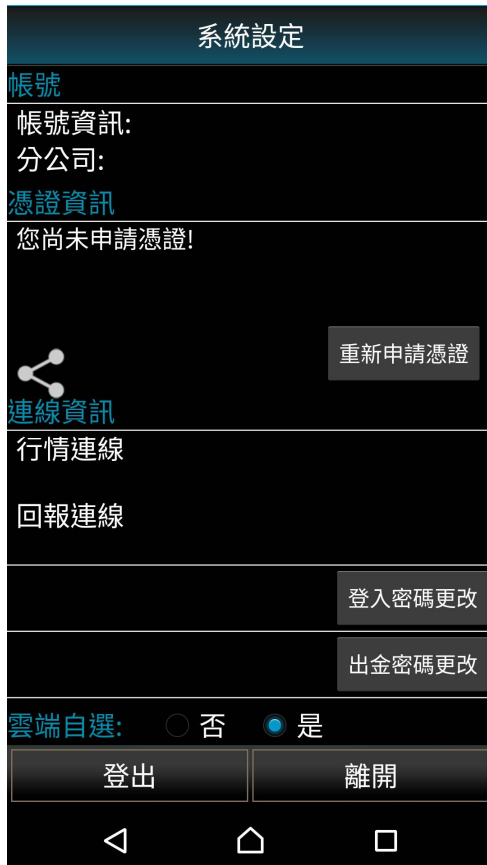 系統設定
帳號
帳號資訊:
分公司:
憑證資訊
您尚未申請憑證!
重新申請憑證
連線資訊
行情連線
回報連線
登入密碼更改
出金密碼更改
雲端自選: 否 是
登出 離開